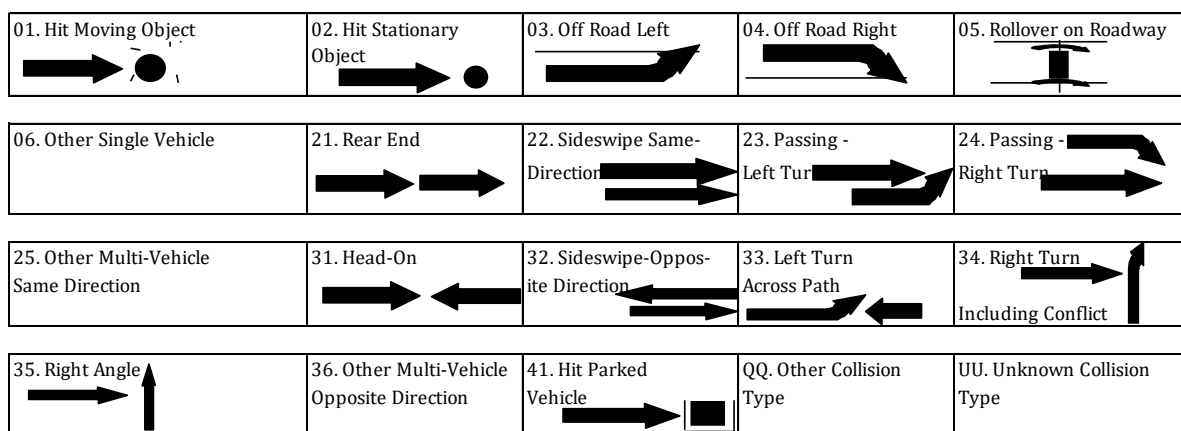 01. Hit Moving Object
02. Hit Stationary
Object
03. Off Road Left
04. Off Road Right
05. Rollover on Roadway
06. Other Single Vehicle
21. Rear End
22. Sideswipe Same-
Direction
23. Passing -
Left Tur
24. Passing -
Right Turn
25. Other Multi-Vehicle
Same Direction
31. Head-On
32. Sideswipe-Oppos-
ite Direction
33. Left Turn
Across Path
34. Right Turn
Including Conflict
35. Right Angle
36. Other Multi-Vehicle
Opposite Direction
41. Hit Parked
Vehicle
QQ. Other Collision
Type
UU. Unknown Collision
Type